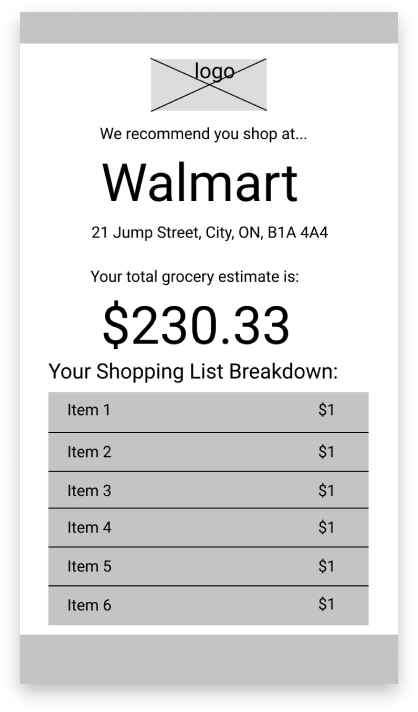 logo
We recommend you shop at...
Walmart
21 Jump Street, City, ON, B1A 4A4
Your total grocery estimate is:
$230.33
Your Shopping List Breakdown:
Item 1 $1
Item 2 $1
Item 3 $1
Item 4 $1
Item 5 $1
Item 6 $1